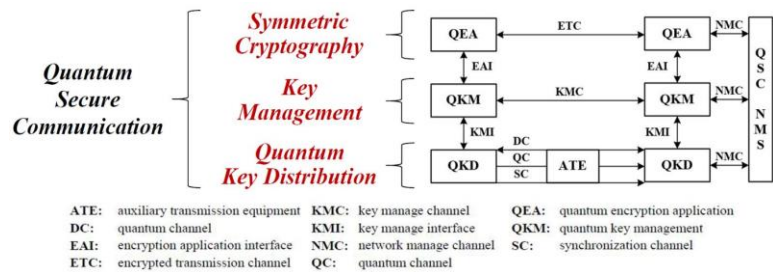 Symmetric
Cryptography
QEA ETC QEA NMC
EAI EAI
Quantum
Secure
Communication
Key
Management
QKM KMC QKM NMC
QSC NMS
KMI KMI
Quantum
Key Distribution
DC
QKD QC ATE QKD NMC
SC
ATE: auxiliary transmission equipment KMC: key manage channel QEA: quantum encryption application
DC: quantum channel KMI: key manage interface QKM: quantum key management
EAI: encryption application interface NMC: network manage channel SC: synchronization channel
ETC: encrypted transmission channel QC: quantum channel